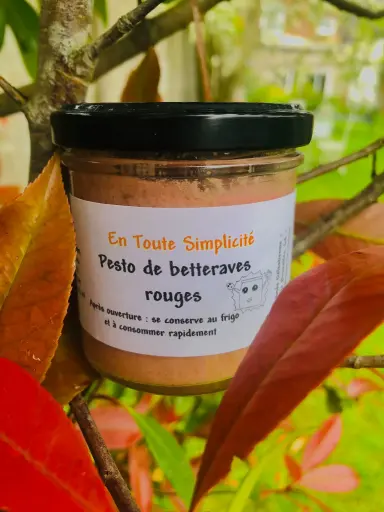 En Toute Simplicité
Pesto de betteraves
rouges
Après ouverture : se conserve au frigo
et à consommer rapidement